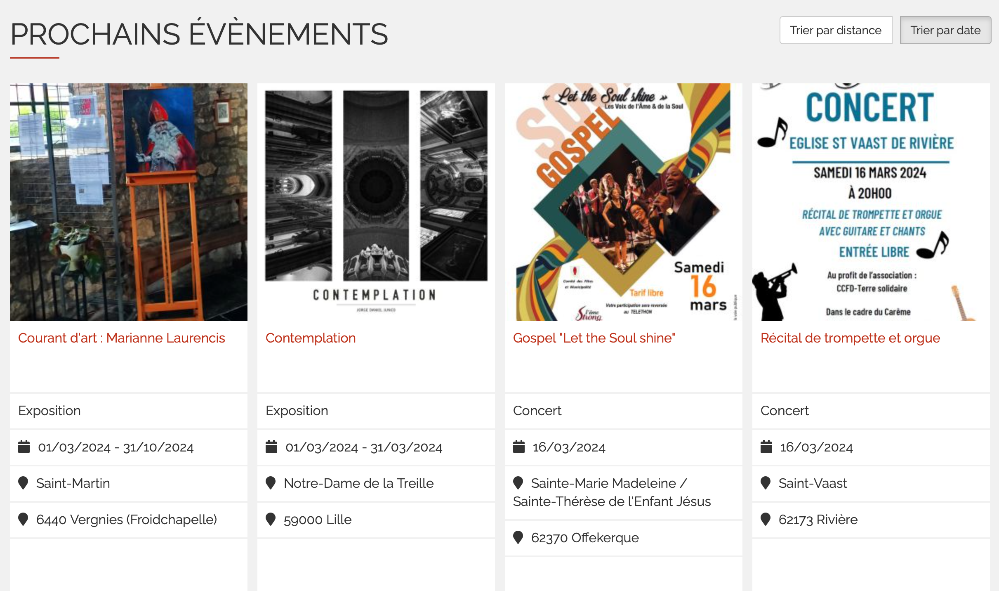 PROCHAINS ÉVÈNEMENTS
Trier par distance
Trier par date
CONTEMPLATION
JORGE DANIEL JUNCO
Courant d'art : Marianne Laurencis
Contemplation
Exposition
01/03/2024 - 31/10/2024
Saint-Martin
6440 Vergnies (Froidchapelle)
Exposition
01/03/2024 - 31/03/2024
Notre-Dame de la Treille
59000 Lille
« Let the Soul shine »
Les Voix de l'Âme & de la Soul
GOSPEL
Samedi
16
mars
Comité des Fêtes
et Municipalité
Tarif libre
Votre participation sera reversée
au TELETHON
l'âme
Strong
la voie publique
Gospel "Let the Soul shine"
Concert
16/03/2024
Sainte-Marie Madeleine /
Sainte-Thérèse de l'Enfant Jésus
62370 Offekerque
CONCERT
EGLISE ST VAAST DE RIVIÈRE
SAMEDI 16 MARS 2024
À 20H00
RÉCITAL DE TROMPETTE ET ORGUE
AVEC GUITARE ET CHANTS
ENTRÉE LIBRE
Au profit de l'association :
CCFD-Terre solidaire
Dans le cadre du Carême
Récital de trompette et orgue
Concert
16/03/2024
Saint-Vaast
62173 Rivière